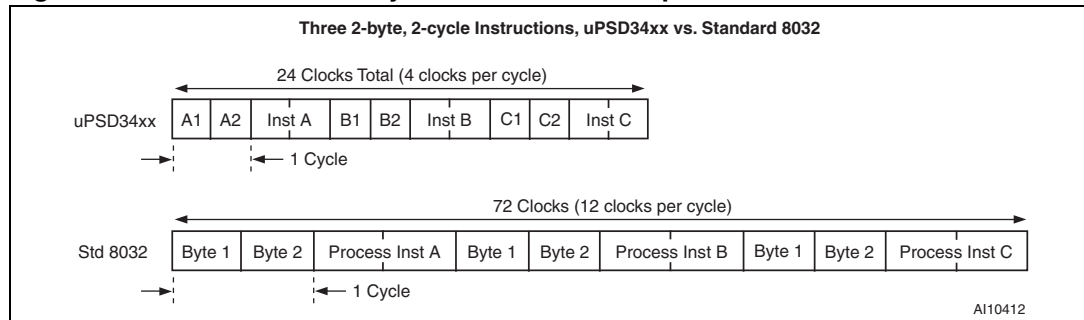 Three 2-byte, 2-cycle Instructions, uPSD34xx vs. Standard 8032
24 Clocks Total (4 clocks per cycle)
uPSD34xx A1 A2 Inst A B1 B2 Inst B C1 C2 Inst C
1 Cycle
72 Clocks (12 clocks per cycle)
Std 8032 Byte 1 Byte 2 Process Inst A Byte 1 Byte 2 Process Inst B Byte 1 Byte 2 Process Inst C
1 Cycle
AI10412